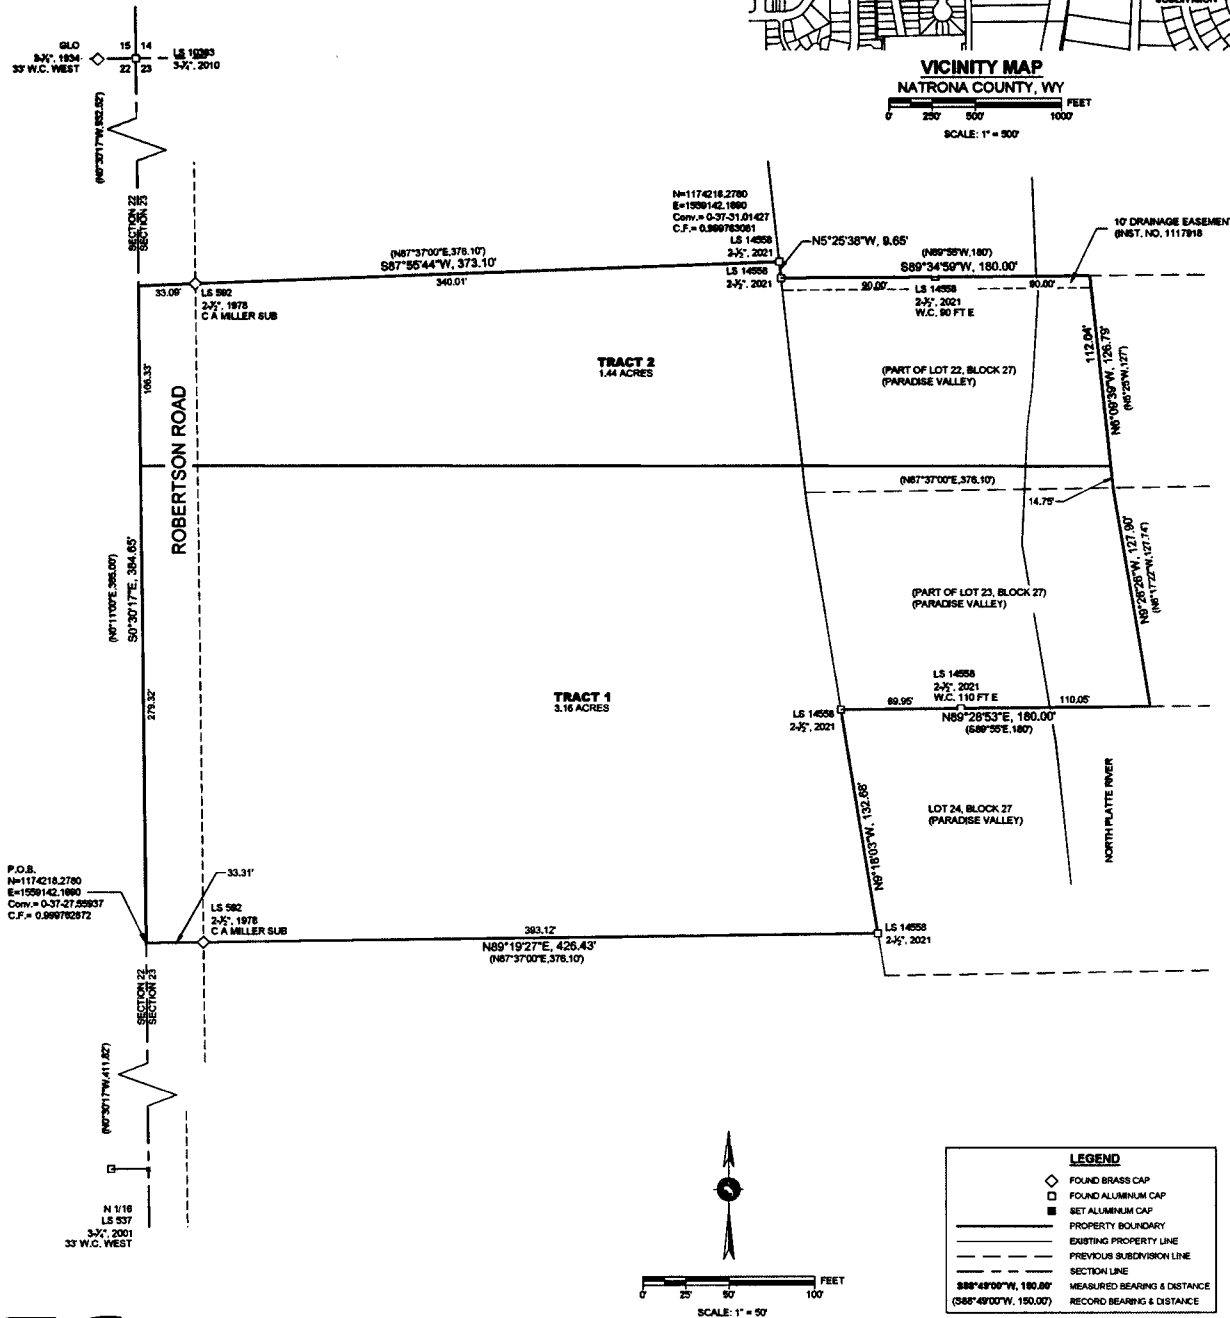 SUBDIVISION
VICINITY MAP
NATRONA COUNTY, WY
FEET
0' 250' 500' 1000'
SCALE: 1" = 500'
GLO
3-½", 1934
33' W.C. WEST
15 14
22 23
LS 10393
3-½", 2010
SECTION 22
SECTION 23
N=1174218.2780
E=1559142.1690
Conv.= 0-37-31.01427
C.F.= 0.999763061
LS 14558
2-½", 2021
LS 14558
2-½", 2021
N5°25'38"W, 9.65'
(N87°37'00"E,376.10')
S87°55'44"W, 373.10'
340.01'
33.09'
LS 592
2-½", 1978
C A MILLER SUB
(N89°55'W,180')
S89°34'59"W, 180.00'
90.00'
90.00'
LS 14558
2-½", 2021
W.C. 90 FT E
10' DRAINAGE EASEMENT
(INST. NO. 1117918
TRACT 2
1.44 ACRES
(PART OF LOT 22, BLOCK 27)
(PARADISE VALLEY)
112.04'
N6°09'39"W, 126.79'
(N5°25'W,127')
106.33'
ROBERTSON ROAD
(N87°37'00"E,376.10')
14.75'
(N0°11'00"E,385.00')
S0°30'17"E, 384.65'
279.32'
(PART OF LOT 23, BLOCK 27)
(PARADISE VALLEY)
N9°26'26"W, 127.90'
(N8°17'22"W,127.74')
TRACT 1
3.16 ACRES
LS 14558
2-½", 2021
W.C. 110 FT E
69.95'
110.05'
N89°28'53"E, 180.00'
(S89°55'E,180')
LS 14558
2-½", 2021
N9°18'03"W, 132.68'
LOT 24, BLOCK 27
(PARADISE VALLEY)
NORTH PLATTE RIVER
P.O.B.
N=1174218.2780
E=1559142.1690
Conv.= 0-37-27.55937
C.F.= 0.999762872
33.31'
LS 592
2-½", 1978
C A MILLER SUB
393.12'
N89°19'27"E, 426.43'
(N87°37'00"E,376.10')
LS 14558
2-½", 2021
SECTION 22
SECTION 23
(N0°30'17"W,411.82')
N 1/16
LS 537
3-½", 2001
33' W.C. WEST
FEET
0' 25' 50' 100'
SCALE: 1" = 50'
LEGEND
FOUND BRASS CAP
FOUND ALUMINUM CAP
SET ALUMINUM CAP
PROPERTY BOUNDARY
EXISTING PROPERTY LINE
PREVIOUS SUBDIVISION LINE
SECTION LINE
S88°49'00"W, 180.00' MEASURED BEARING & DISTANCE
(S88°49'00"W, 150.00') RECORD BEARING & DISTANCE